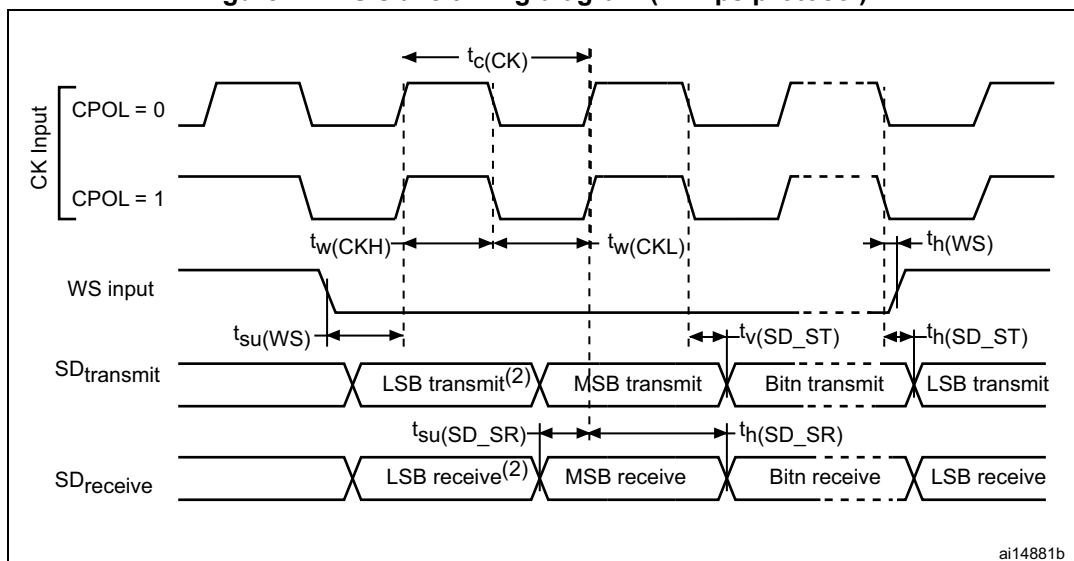 tc(CK)
CK Input
CPOL = 0
CPOL = 1
tw(CKH)
tw(CKL)
th(WS)
WS input
tsu(WS)
tv(SD_ST)
th(SD_ST)
SDtransmit
LSB transmit(2)
MSB transmit
Bitn transmit
LSB transmit
tsu(SD_SR)
th(SD_SR)
SDreceive
LSB receive(2)
MSB receive
Bitn receive
LSB receive
ai14881b